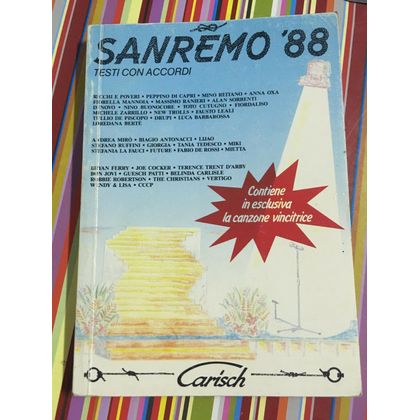 SANREMO '88
TESTI CON ACCORDI
RICCHI E POVERI • PEPPINO DI CAPRI • MINO REITANO • ANNA OXA
FIORELLA MANNOIA • MASSIMO RANIERI • ALAN SORRENTI
RON • NINO BUONOCORE • TOTO CUTUGNO • FIORDALISO
MICHELE ZARRILLO • NEW TROLLS • FAUSTO LEALI
TULLIO DE PISCOPO • DRUPI • LUCA BARBAROSSA
LOREDANA BERTÈ
ANDREA MIRÒ • BIAGIO ANTONACCI • LIJAO
STEFANO RUFFINI • GIORGIA • TANIA TEDESCO • MIKI
STEFANIA LA FAUCI • FUTURE • FABIO DE ROSSI • MIETTA
BRYAN FERRY • JOE COCKER • TERENCE TRENT D'ARBY
BON JOVI • GUESCH PATTI • BELINDA CARLISLE
ROBBIE ROBERTSON • THE CHRISTIANS • VERTIGO
WENDY & LISA • CCCP
Contiene
in esclusiva
la canzone vincitrice
Carisch